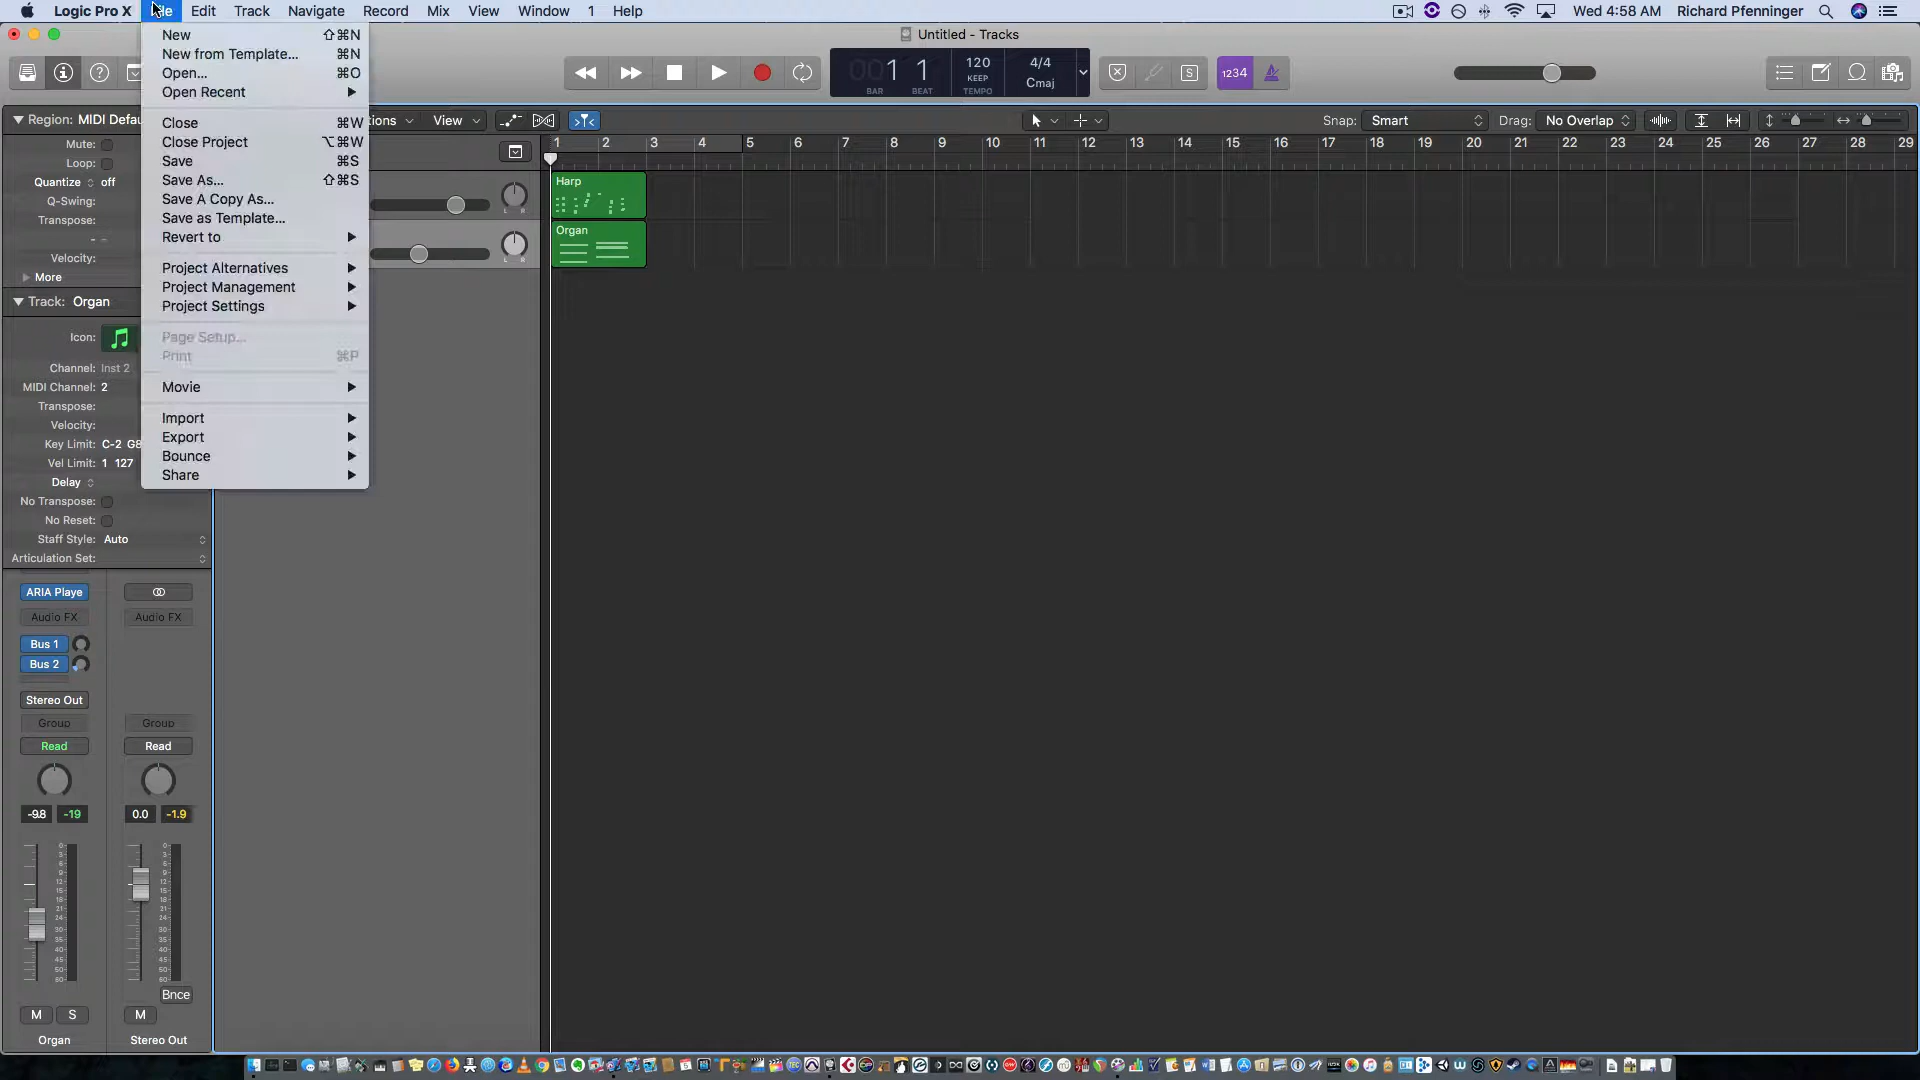 Logic Pro X Edit Track Navigate Record Mix View Window 1 Help Wed 4:58 AM Richard Pfenninger
Untitled - Tracks
New ⇧⌘N
New from Template... ⌘N
Open... ⌘O
Open Recent
Close ⌘W
Close Project ⌥⌘W
Save ⌘S
Save As... ⇧⌘S
Save A Copy As...
Save as Template...
Revert to
Project Alternatives
Project Management
Project Settings
Page Setup...
Print ⌘P
Movie
Import
Export
Bounce
Share
1 1
BAR BEAT
120
KEEP
TEMPO
4/4
Cmaj
S
1234
View
Snap: Smart
Drag: No Overlap
1 2 3 4 5 6 7 8 9 10 11 12 13 14 15 16 17 18 19 20 21 22 23 24 25 26 27 28 29
L R
L R
Harp
Organ
Region: MIDI
Mute:
Loop:
Quantize off
Q-Swing:
Transpose:
Velocity:
More
Track: Organ
Icon:
Channel: Inst 2
MIDI Channel: 2
Transpose:
Velocity:
Key Limit: C-2 G8
Vel Limit: 1 127
Delay
No Transpose:
No Reset:
Staff Style: Auto
Articulation Set:
ARIA Playe
Audio FX Audio FX
Bus 1
Bus 2
Stereo Out
Group Group
Read Read
-9.8 -19 0.0 -1.9
Bnce
M S M
Organ Stereo Out